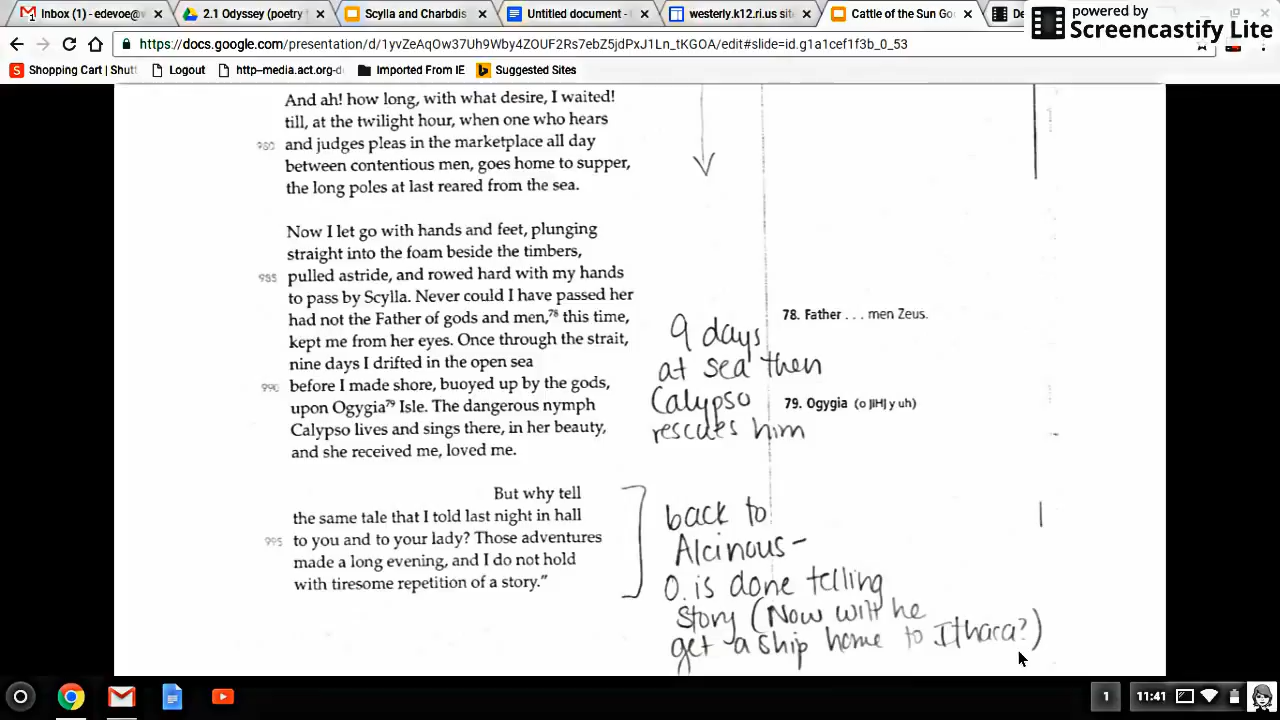 Inbox (1) - edevoe@
2.1 Odyssey (poetry
Scylla and Charbdis
Untitled document -
westerly.k12.ri.us sit
Cattle of the Sun Go
De
powered by
Screencastify Lite
https://docs.google.com/presentation/d/1yvZeAqOw37Uh9Wby4ZOUF2Rs7ebZ5jdPxJ1Ln_tKGOA/edit#slide=id.g1a1cef1f3b_0_53
Shopping Cart | Shutt
Logout
http--media.act.org-d
Imported From IE
Suggested Sites
And ah! how long, with what desire, I waited!
till, at the twilight hour, when one who hears
980 and judges pleas in the marketplace all day
between contentious men, goes home to supper,
the long poles at last reared from the sea.
Now I let go with hands and feet, plunging
straight into the foam beside the timbers,
985 pulled astride, and rowed hard with my hands
to pass by Scylla. Never could I have passed her
had not the Father of gods and men,78 this time,
kept me from her eyes. Once through the strait,
nine days I drifted in the open sea
990 before I made shore, buoyed up by the gods,
upon Ogygia79 Isle. The dangerous nymph
Calypso lives and sings there, in her beauty,
and she received me, loved me.
But why tell
the same tale that I told last night in hall
995 to you and to your lady? Those adventures
made a long evening, and I do not hold
with tiresome repetition of a story."
9 days
at sea then
Calypso
rescues him
78. Father . . . men Zeus.
79. Ogygia (o JIHJ y uh)
back to
Alcinous -
O. is done telling
story (Now will he
get a ship home to Ithaca?)
1
11:41